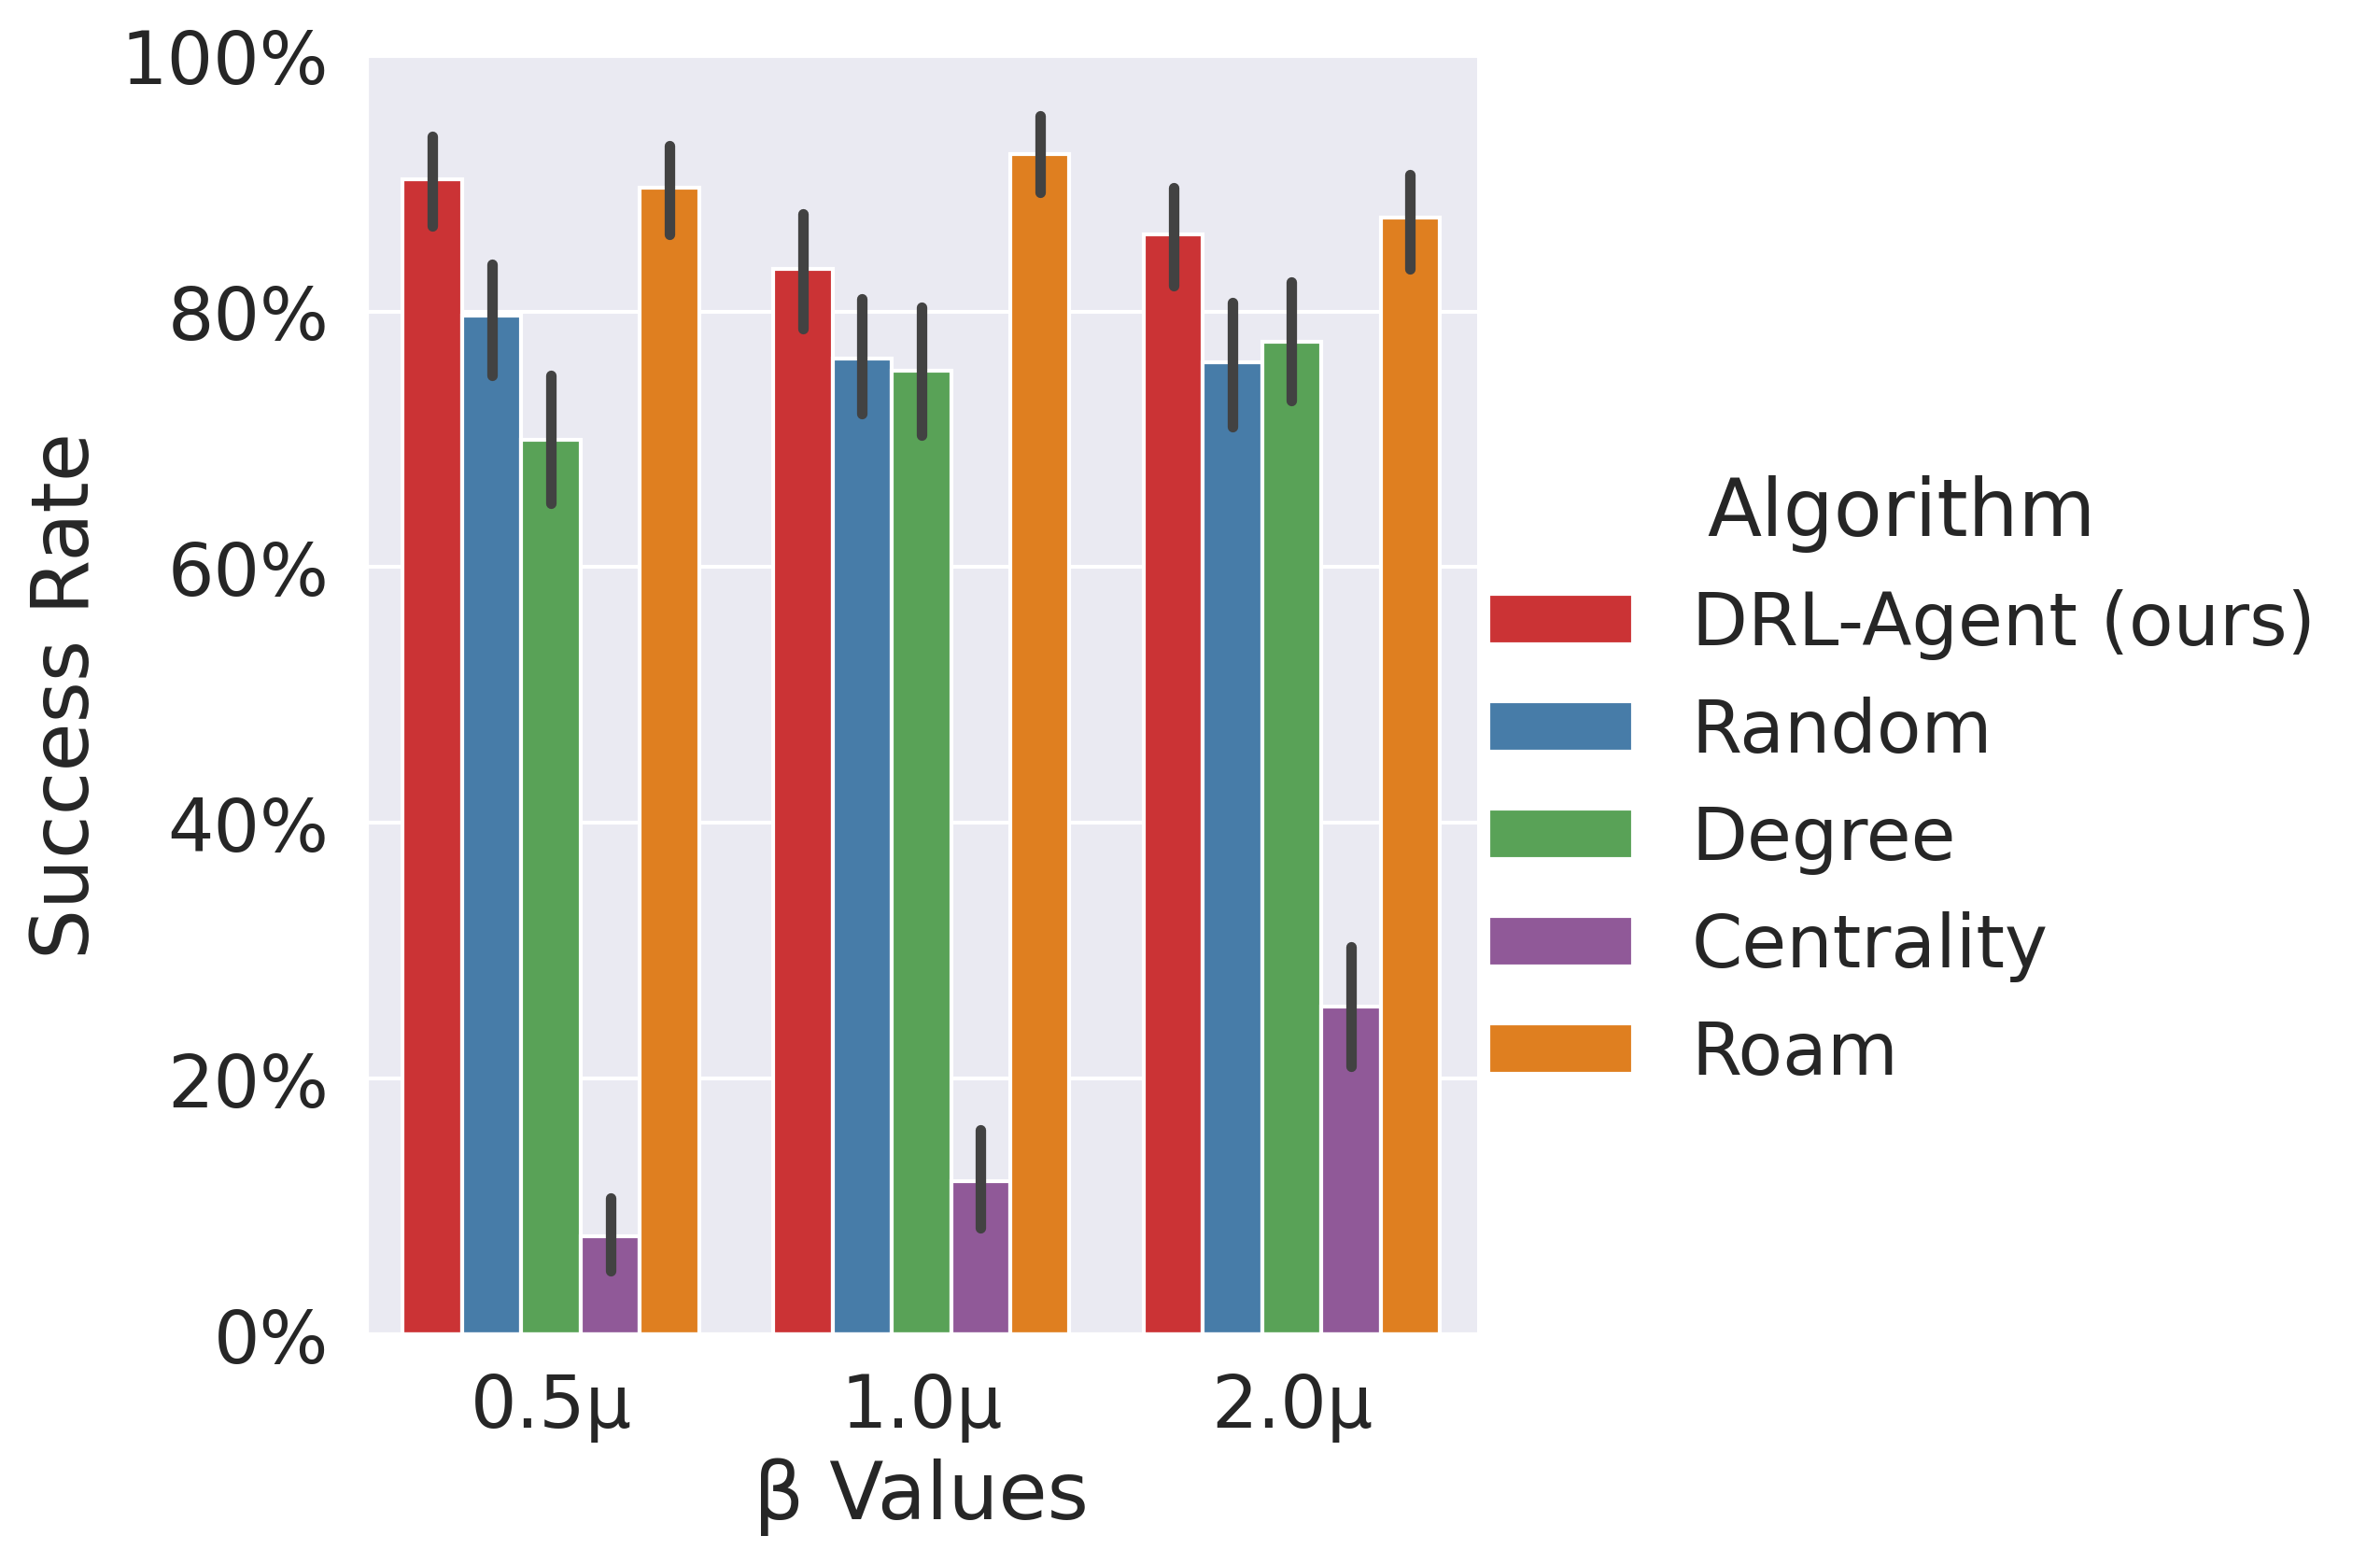 100%
80%
60%
40%
20%
0%
Success Rate
0.5µ
1.0µ
2.0µ
β Values
Algorithm
DRL-Agent (ours)
Random
Degree
Centrality
Roam